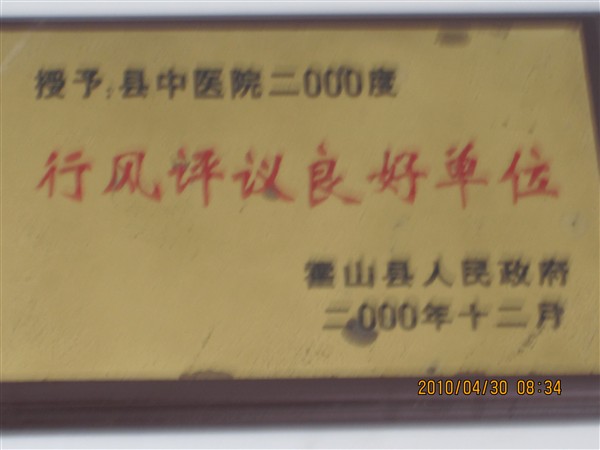 授予:县中医院二000度
行风评议良好单位
霍山县人民政府
二000年十二月
2010/04/30 08:34